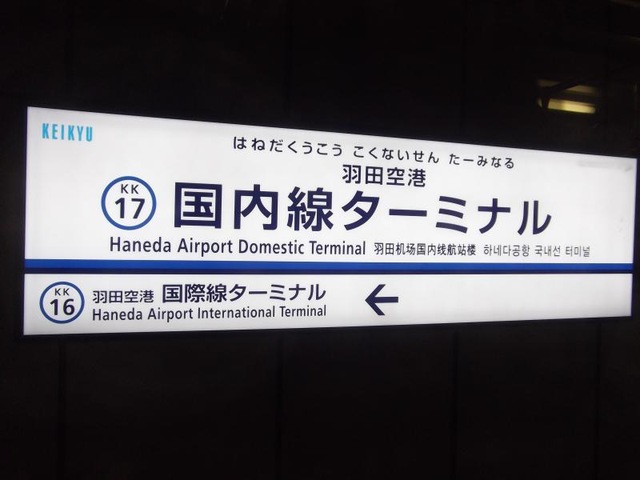 KEIKYU
はねだくうこう こくないせん たーみなる
羽田空港
KK
17
国内線ターミナル
Haneda Airport Domestic Terminal 羽田机场国内线航站楼 하네다공항 국내선 터미널
KK
16
羽田空港 国際線ターミナル
Haneda Airport International Terminal
←